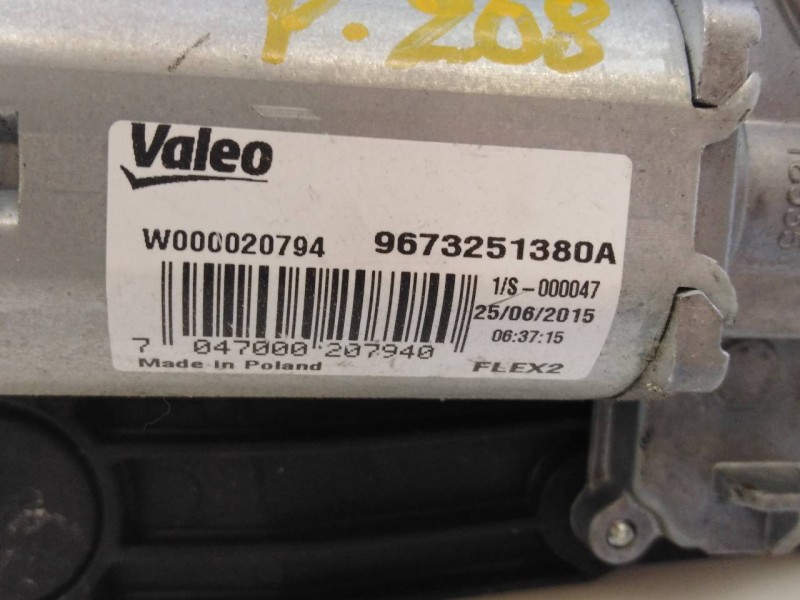 P. 208
Valeo
W000020794 9673251380A
1/S-000047
25/06/2015
06:37:15
7 047000 207940
Made in Poland FLEX2